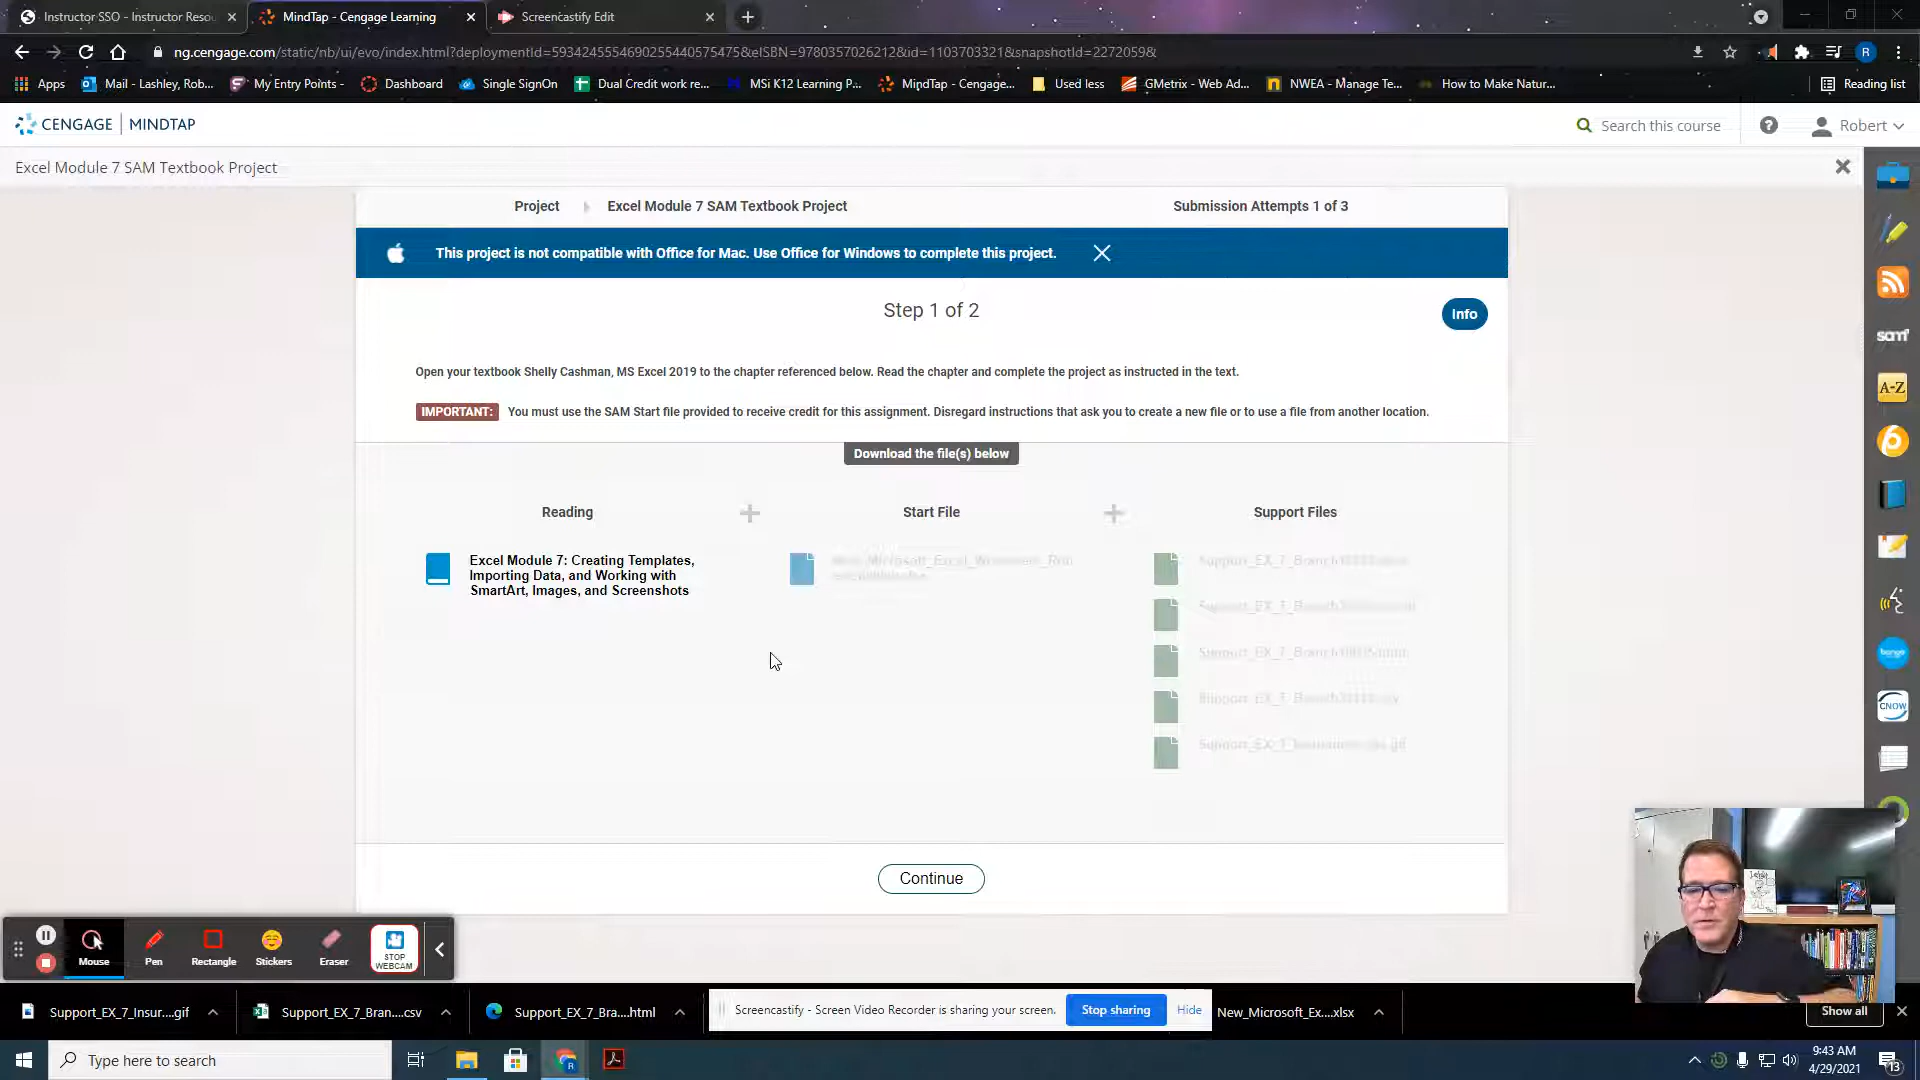 Instructor SSO - Instructor Resou
MindTap - Cengage Learning
Screencastify Edit
ng.cengage.com/static/nb/ui/evo/index.html?deploymentId=5934245554690255440575475&eISBN=9780357026212&id=1103703321&snapshotId=2272059&
Apps
Mail - Lashley, Rob...
My Entry Points -
Dashboard
Single SignOn
Dual Credit work re...
MSi K12 Learning P...
MindTap - Cengage...
Used less
GMetrix - Web Ad...
NWEA - Manage Te...
How to Make Natur...
Reading list
CENGAGE | MINDTAP
Search this course
Robert
Excel Module 7 SAM Textbook Project
Project
Excel Module 7 SAM Textbook Project
Submission Attempts 1 of 3
This project is not compatible with Office for Mac. Use Office for Windows to complete this project.
Step 1 of 2
Info
Open your textbook Shelly Cashman, MS Excel 2019 to the chapter referenced below. Read the chapter and complete the project as instructed in the text.
IMPORTANT: You must use the SAM Start file provided to receive credit for this assignment. Disregard instructions that ask you to create a new file or to use a file from another location.
Download the file(s) below
Reading
Start File
Support Files
Excel Module 7: Creating Templates,
Importing Data, and Working with
SmartArt, Images, and Screenshots
sam
A-Z
bongo
CNOW
Continue
Mouse
Pen
Rectangle
Stickers
Eraser
STOP
WEBCAM
Support_EX_7_Insur....gif
Support_EX_7_Bran....csv
Support_EX_7_Bra....html
Screencastify - Screen Video Recorder is sharing your screen.
Stop sharing
Hide
New_Microsoft_Ex....xlsx
Show all
Type here to search
9:43 AM
4/29/2021
13